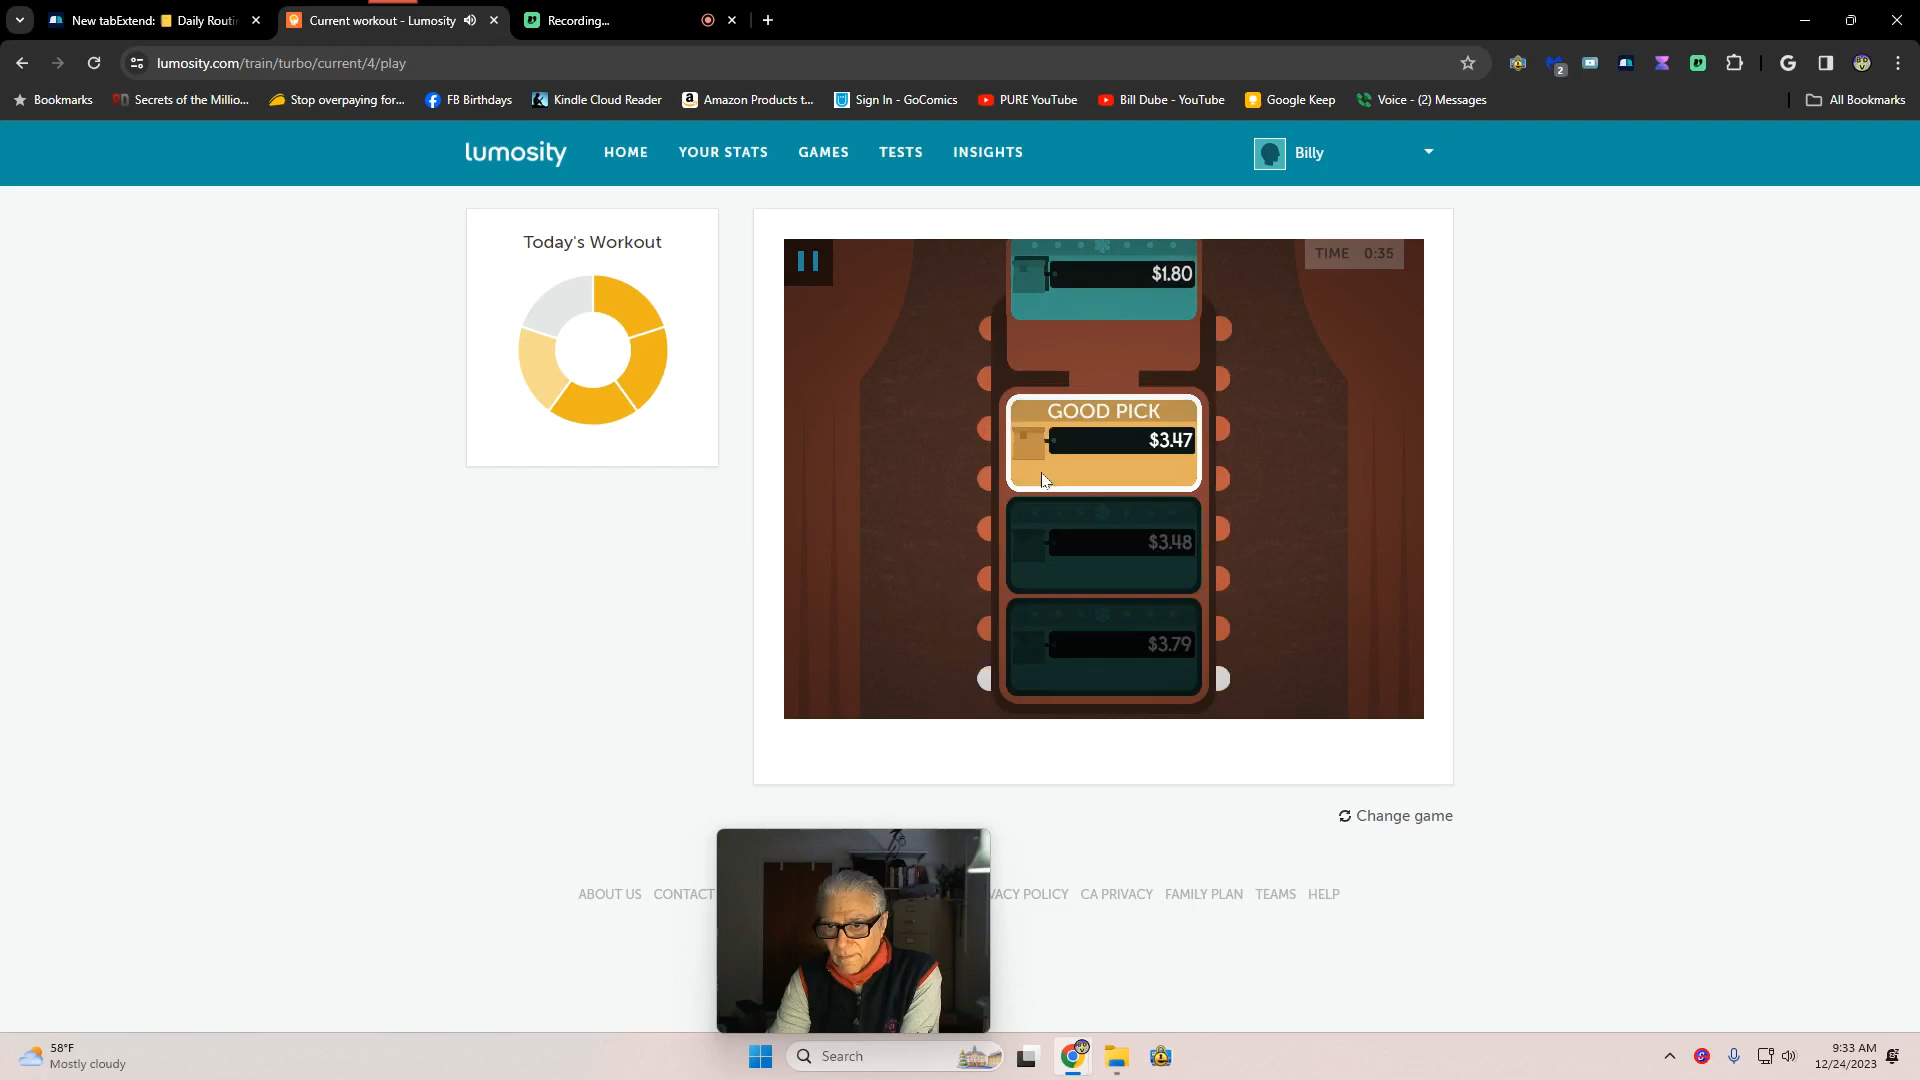 New tabExtend: Daily Routi
Current workout - Lumosity
Recording...
lumosity.com/train/turbo/current/4/play
2
Bookmarks
Secrets of the Millio...
Stop overpaying for...
FB Birthdays
Kindle Cloud Reader
Amazon Products t...
Sign In - GoComics
PURE YouTube
Bill Dube - YouTube
Google Keep
Voice - (2) Messages
All Bookmarks
lumosity
HOME
YOUR STATS
GAMES
TESTS
INSIGHTS
Billy
Today's Workout
TIME 0:35
$1.80
GOOD PICK
$3.47
$3.48
$3.79
Change game
ABOUT US CONTACT VACY POLICY CA PRIVACY FAMILY PLAN TEAMS HELP
58°F
Mostly cloudy
Search
9:33 AM
12/24/2023